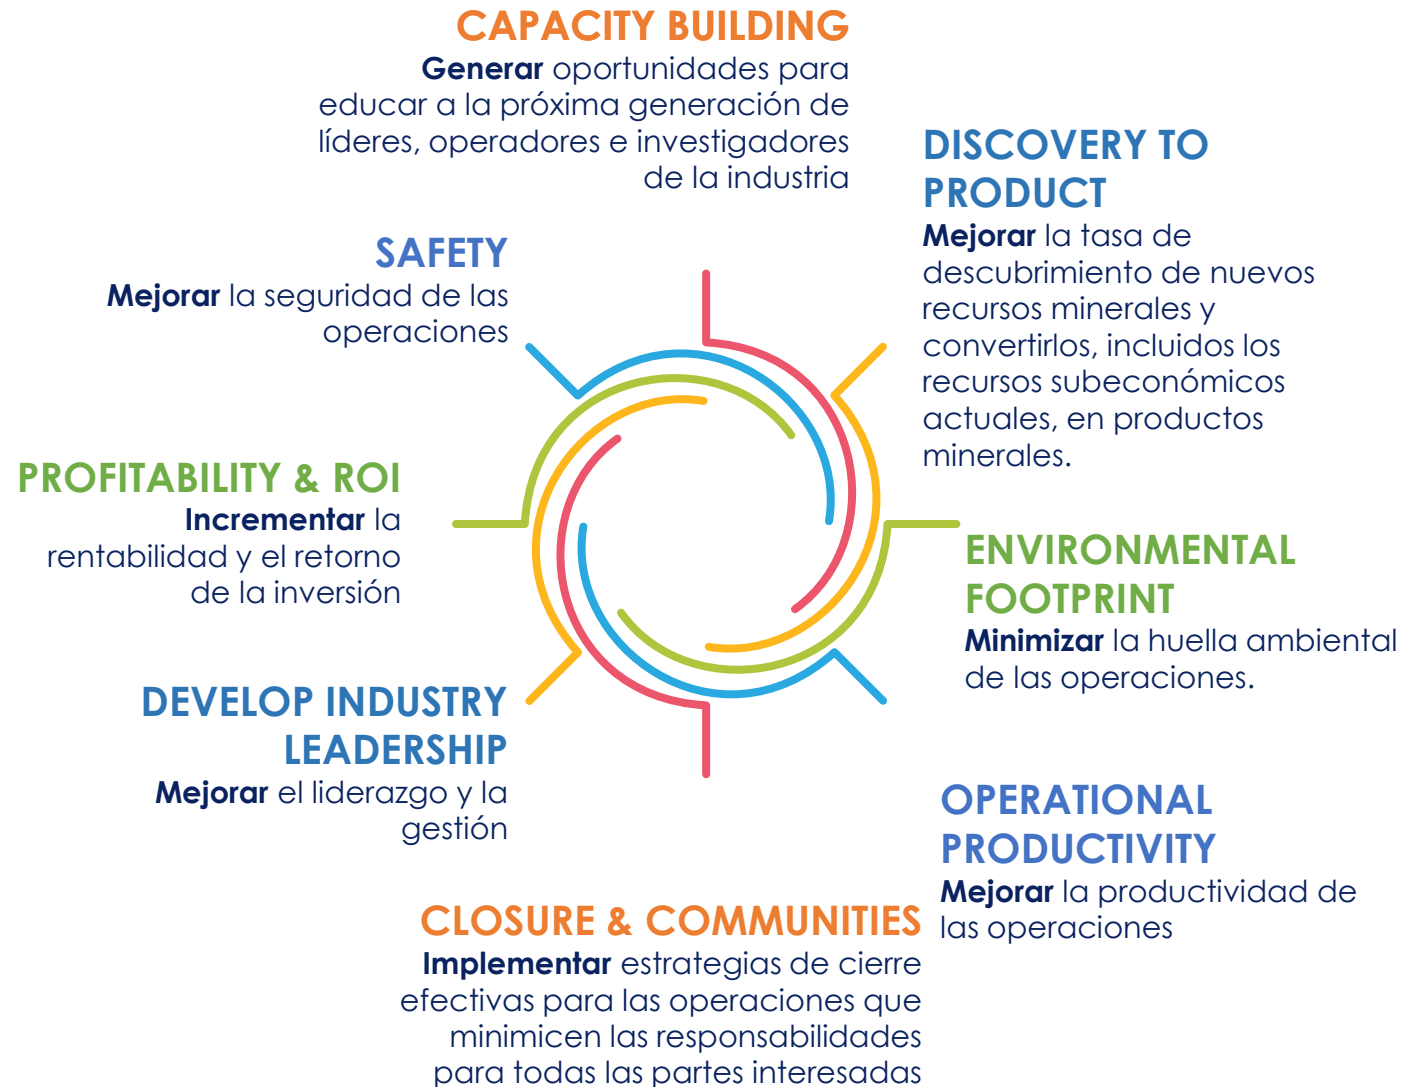 CAPACITY BUILDING
Generar oportunidades para
educar a la próxima generación de
líderes, operadores e investigadores
de la industria
DISCOVERY TO
PRODUCT
Mejorar la tasa de
descubrimiento de nuevos
recursos minerales y
convertirlos, incluidos los
recursos subeconómicos
actuales, en productos
minerales.
SAFETY
Mejorar la seguridad de las
operaciones
PROFITABILITY & ROI
Incrementar la
rentabilidad y el retorno
de la inversión
ENVIRONMENTAL
FOOTPRINT
Minimizar la huella ambiental
de las operaciones.
DEVELOP INDUSTRY
LEADERSHIP
Mejorar el liderazgo y la
gestión
OPERATIONAL
PRODUCTIVITY
Mejorar la productividad de
las operaciones
CLOSURE & COMMUNITIES
Implementar estrategias de cierre
efectivas para las operaciones que
minimicen las responsabilidades
para todas las partes interesadas